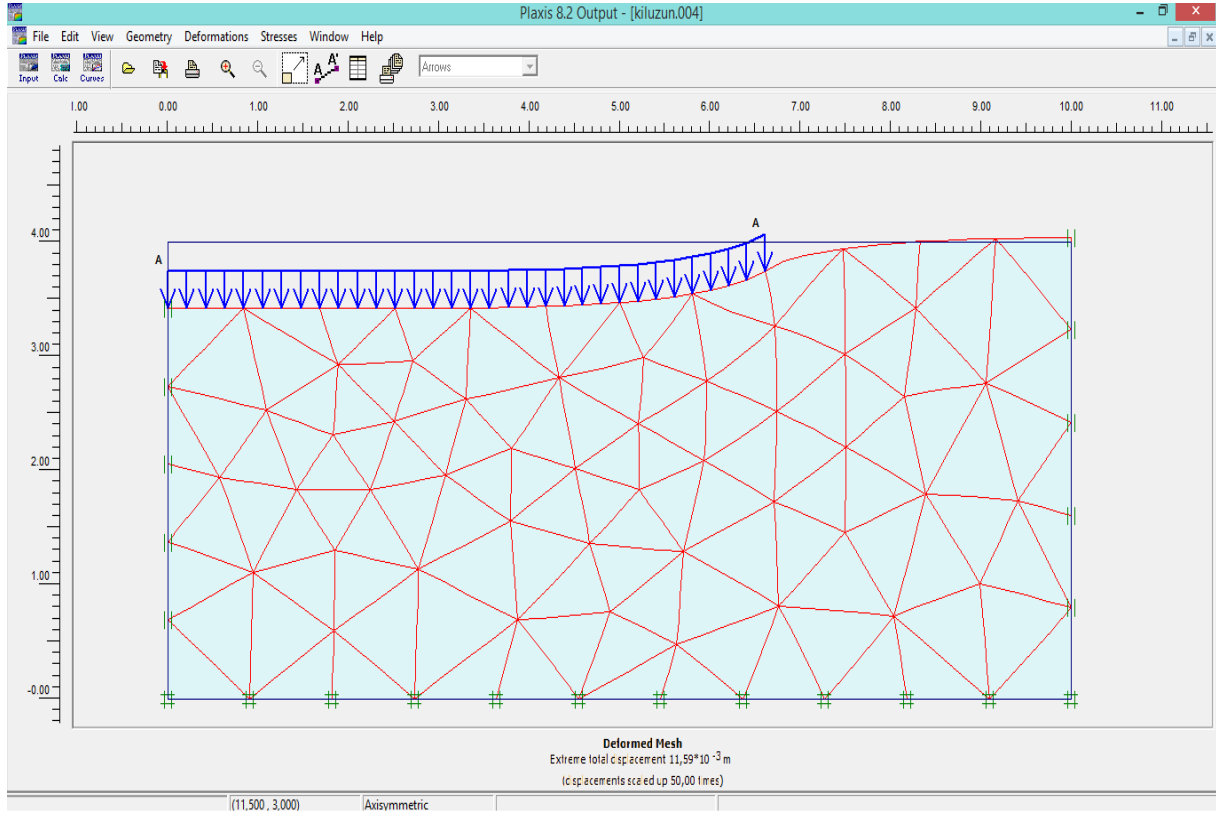 Plaxis 8.2 Output - [kiluzun.004]
File Edit View Geometry Deformations Stresses Window Help
Input Calc Curves Arrows
1.00 0.00 1.00 2.00 3.00 4.00 5.00 6.00 7.00 8.00 9.00 10.00 11.00
4.00
3.00
2.00
1.00
-0.00
A
A
Deformed Mesh
Extreme total displacement 11,59*10 -3 m
(displacements scaled up 50,00 times)
(11,500 , 3,000) Axisymmetric